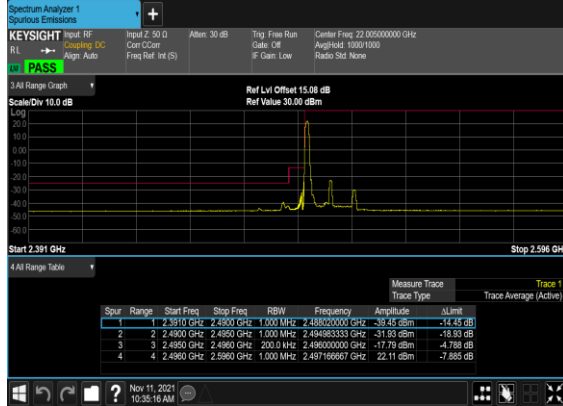 Spectrum Analyzer 1
Spurious Emissions
+
KEYSIGHT
RL
PASS
Input: RF
Coupling: DC
Align: Auto
Input Z: 50 Ω
Corr CCorr
Freq Ref: Int (S)
Atten: 30 dB
Trig: Free Run
Gate: Off
IF Gain: Low
Center Freq: 22.005000000 GHz
Avg|Hold: 1000/1000
Radio Std: None
3 All Range Graph
Scale/Div 10.0 dB
Ref Lvl Offset 15.08 dB
Ref Value 30.00 dBm
Log
20.0
10.0
0.00
-10.0
-20.0
-30.0
-40.0
-50.0
-60.0
Start 2.391 GHz
Stop 2.596 GH
4 All Range Table
Measure Trace Trace 1
Trace Type Trace Average (Active)
Spur Range Start Freq Stop Freq RBW Frequency Amplitude ΔLimit
1 1 2.3910 GHz 2.4900 GHz 1.000 MHz 2.488020000 GHz -39.45 dBm -14.45 dB
2 2 2.4900 GHz 2.4950 GHz 1.000 MHz 2.494983333 GHz -31.93 dBm -18.93 dB
3 3 2.4950 GHz 2.4960 GHz 200.0 kHz 2.496000000 GHz -17.79 dBm -4.788 dB
4 4 2.4960 GHz 2.5960 GHz 1.000 MHz 2.497166667 GHz 22.11 dBm -7.885 dB
?
Nov 11, 2021
10:35:16 AM